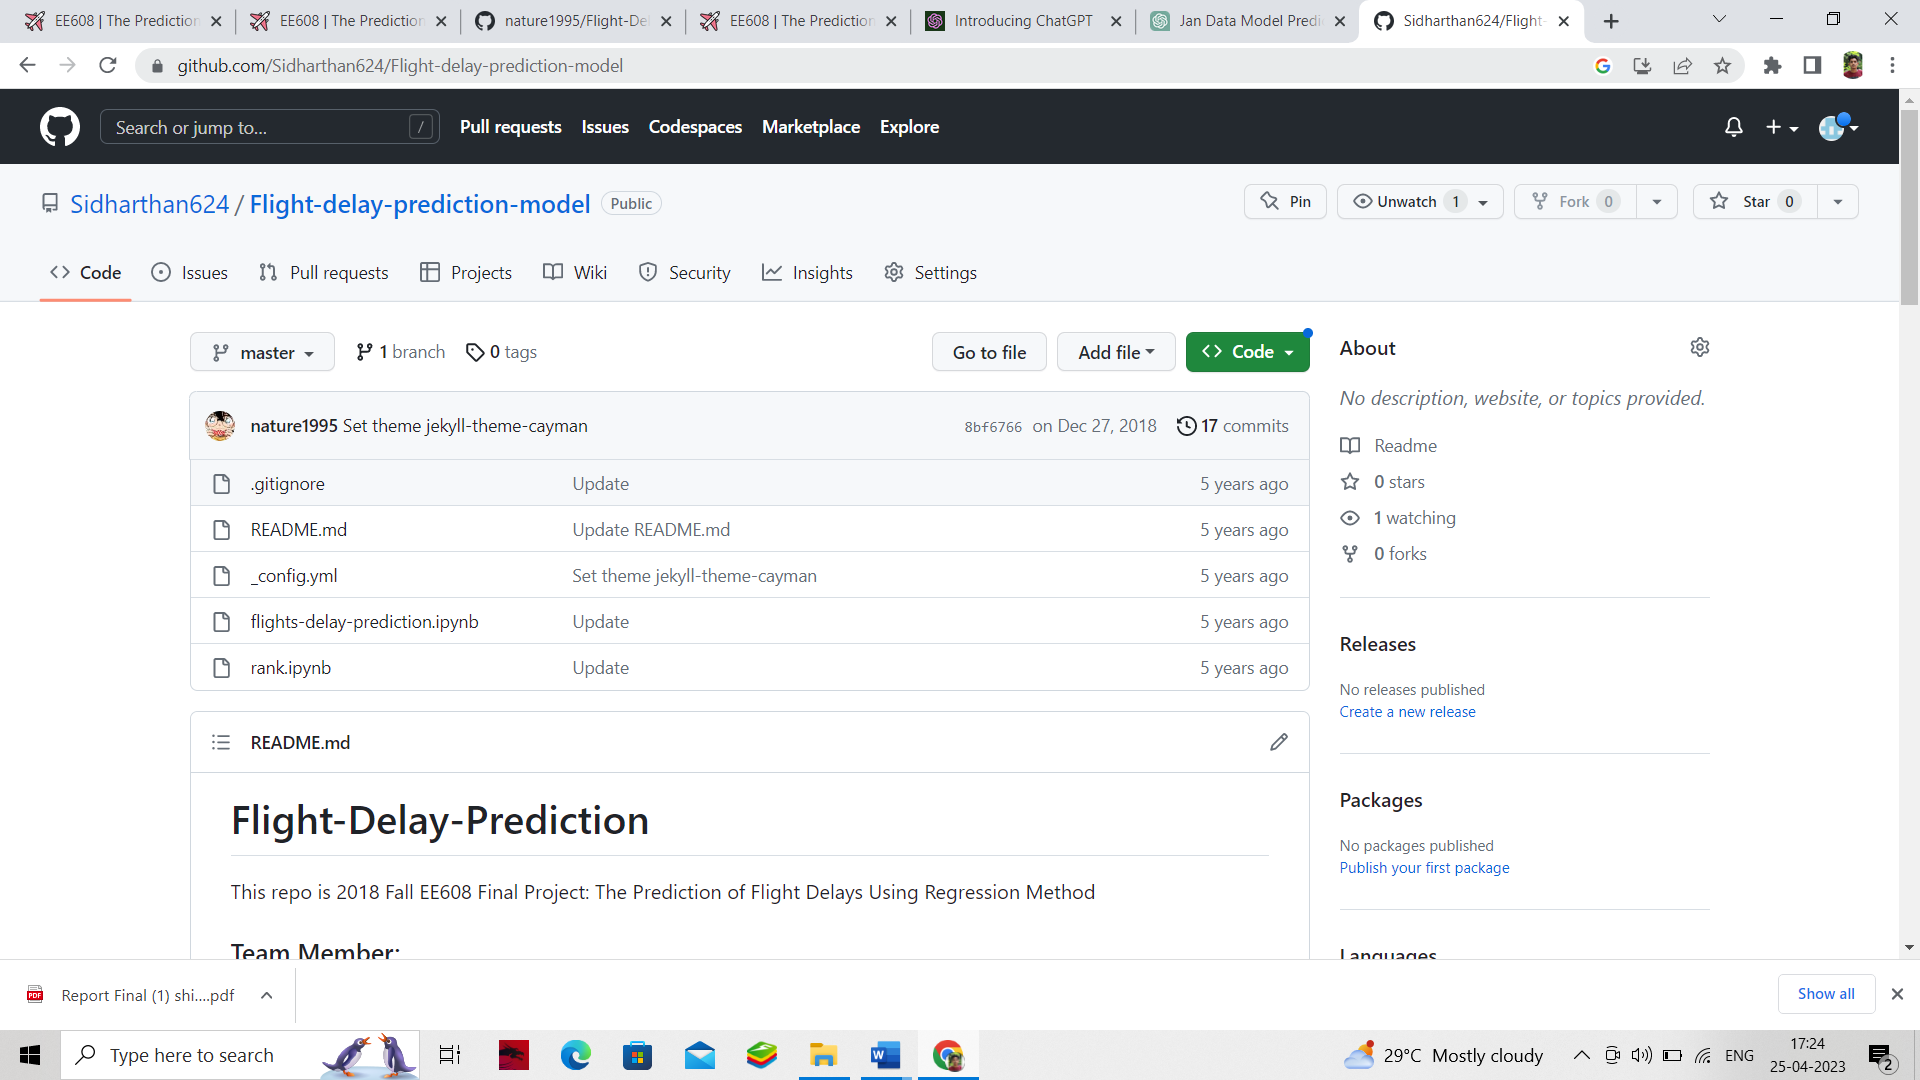 EE608 | The Prediction
EE608 | The Prediction
nature1995/Flight-Del
EE608 | The Prediction
Introducing ChatGPT
Jan Data Model Predi
Sidharthan624/Flight-
github.com/Sidharthan624/Flight-delay-prediction-model
Search or jump to...
/
Pull requests
Issues
Codespaces
Marketplace
Explore
Sidharthan624 / Flight-delay-prediction-model
Public
Pin
Unwatch 1
Fork 0
Star 0
Code
Issues
Pull requests
Projects
Wiki
Security
Insights
Settings
master
1 branch
0 tags
Go to file
Add file
Code
nature1995 Set theme jekyll-theme-cayman
8bf6766 on Dec 27, 2018
17 commits
.gitignore Update 5 years ago
README.md Update README.md 5 years ago
_config.yml Set theme jekyll-theme-cayman 5 years ago
flights-delay-prediction.ipynb Update 5 years ago
rank.ipynb Update 5 years ago
README.md
Flight-Delay-Prediction
This repo is 2018 Fall EE608 Final Project: The Prediction of Flight Delays Using Regression Method
Team Member:
About
No description, website, or topics provided.
Readme
0 stars
1 watching
0 forks
Releases
No releases published
Create a new release
Packages
No packages published
Publish your first package
Languages
PDF
Report Final (1) shi....pdf
Show all
Type here to search
29°C Mostly cloudy
ENG
17:24
25-04-2023
2